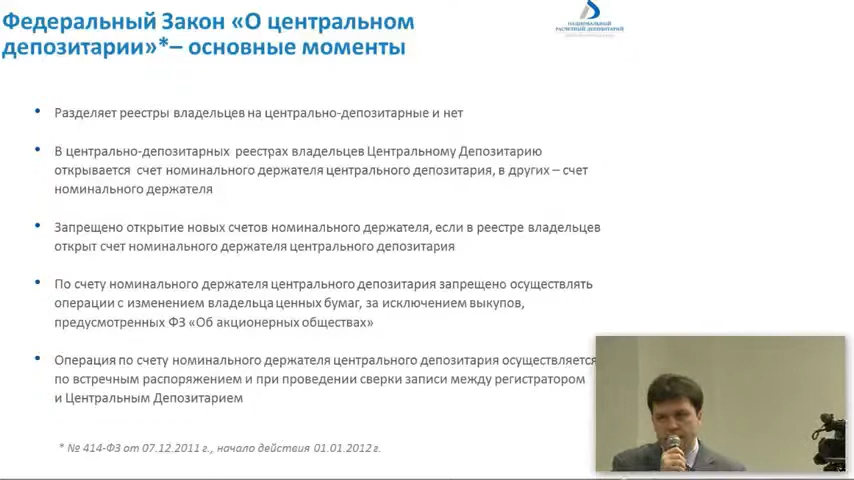 Федеральный Закон «О центральном
депозитарии»*– основные моменты
НАЦИОНАЛЬНЫЙ
РАСЧЕТНЫЙ ДЕПОЗИТАРИЙ
• Разделяет реестры владельцев на центрально-депозитарные и нет
• В центрально-депозитарных реестрах владельцев Центральному Депозитарию
открывается счет номинального держателя центрального депозитария, в других – счет
номинального держателя
• Запрещено открытие новых счетов номинального держателя, если в реестре владельцев
открыт счет номинального держателя центрального депозитария
• По счету номинального держателя центрального депозитария запрещено осуществлять
операции с изменением владельца ценных бумаг, за исключением выкупов,
предусмотренных ФЗ «Об акционерных обществах»
• Операция по счету номинального держателя центрального депозитария осуществляется
по встречным распоряжением и при проведении сверки записи между регистратором
и Центральным Депозитарием
* № 414-ФЗ от 07.12.2011 г., начало действия 01.01.2012 г.